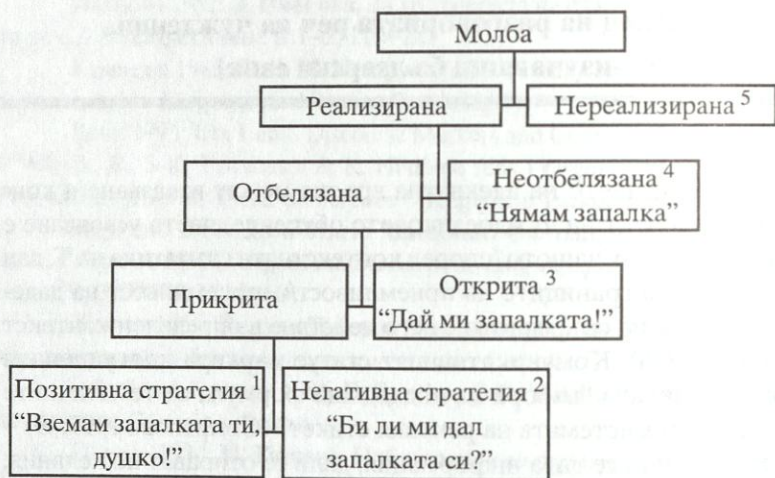 Молба
Реализирана
Нереализирана 5
Отбелязана
Неотбелязана 4
“Нямам запалка”
Прикрита
Открита 3
“Дай ми запалката!”
Позитивна стратегия 1
“Вземам запалката ти,
душко!”
Негативна стратегия 2
“Би ли ми дал
запалката си?”